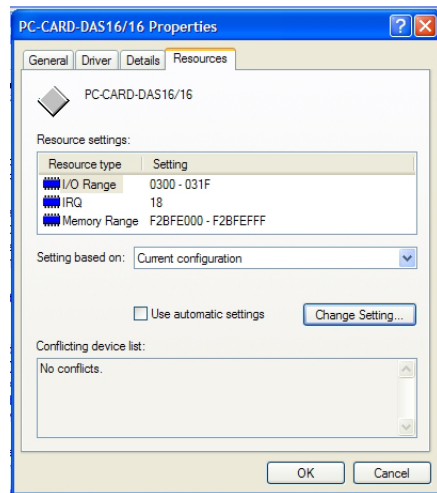 PC-CARD-DAS16/16 Properties
General Driver Details Resources
PC-CARD-DAS16/16
Resource settings:
Resource type Setting
I/O Range 0300 - 031F
IRQ 18
Memory Range F2BFE000 - F2BFEFFF
Setting based on: Current configuration
Use automatic settings Change Setting...
Conflicting device list:
No conflicts.
OK Cancel